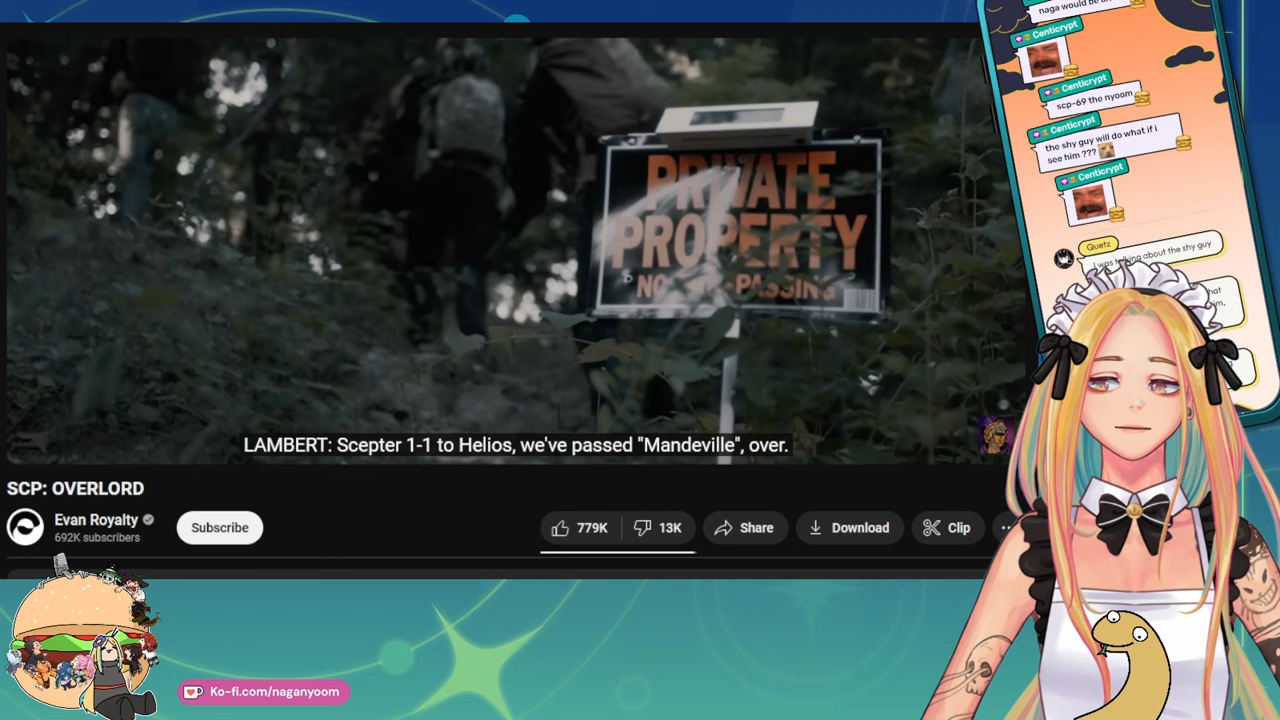 PRIVATE
PROPERTY
PASSING
LAMBERT: Scepter 1-1 to Helios, we've passed "Mandeville", over.
SCP: OVERLORD
Evan Royalty
692K subscribers
Subscribe
779K
13K
Share
Download
Clip
Ko-fi.com/naganyoom
naga would be
Centicrypt
Centicrypt
scp-69 the nyoom
Centicrypt
the shy guy will do what if i
see him ???
Centicrypt
Quetz
I was talking about the shy guy